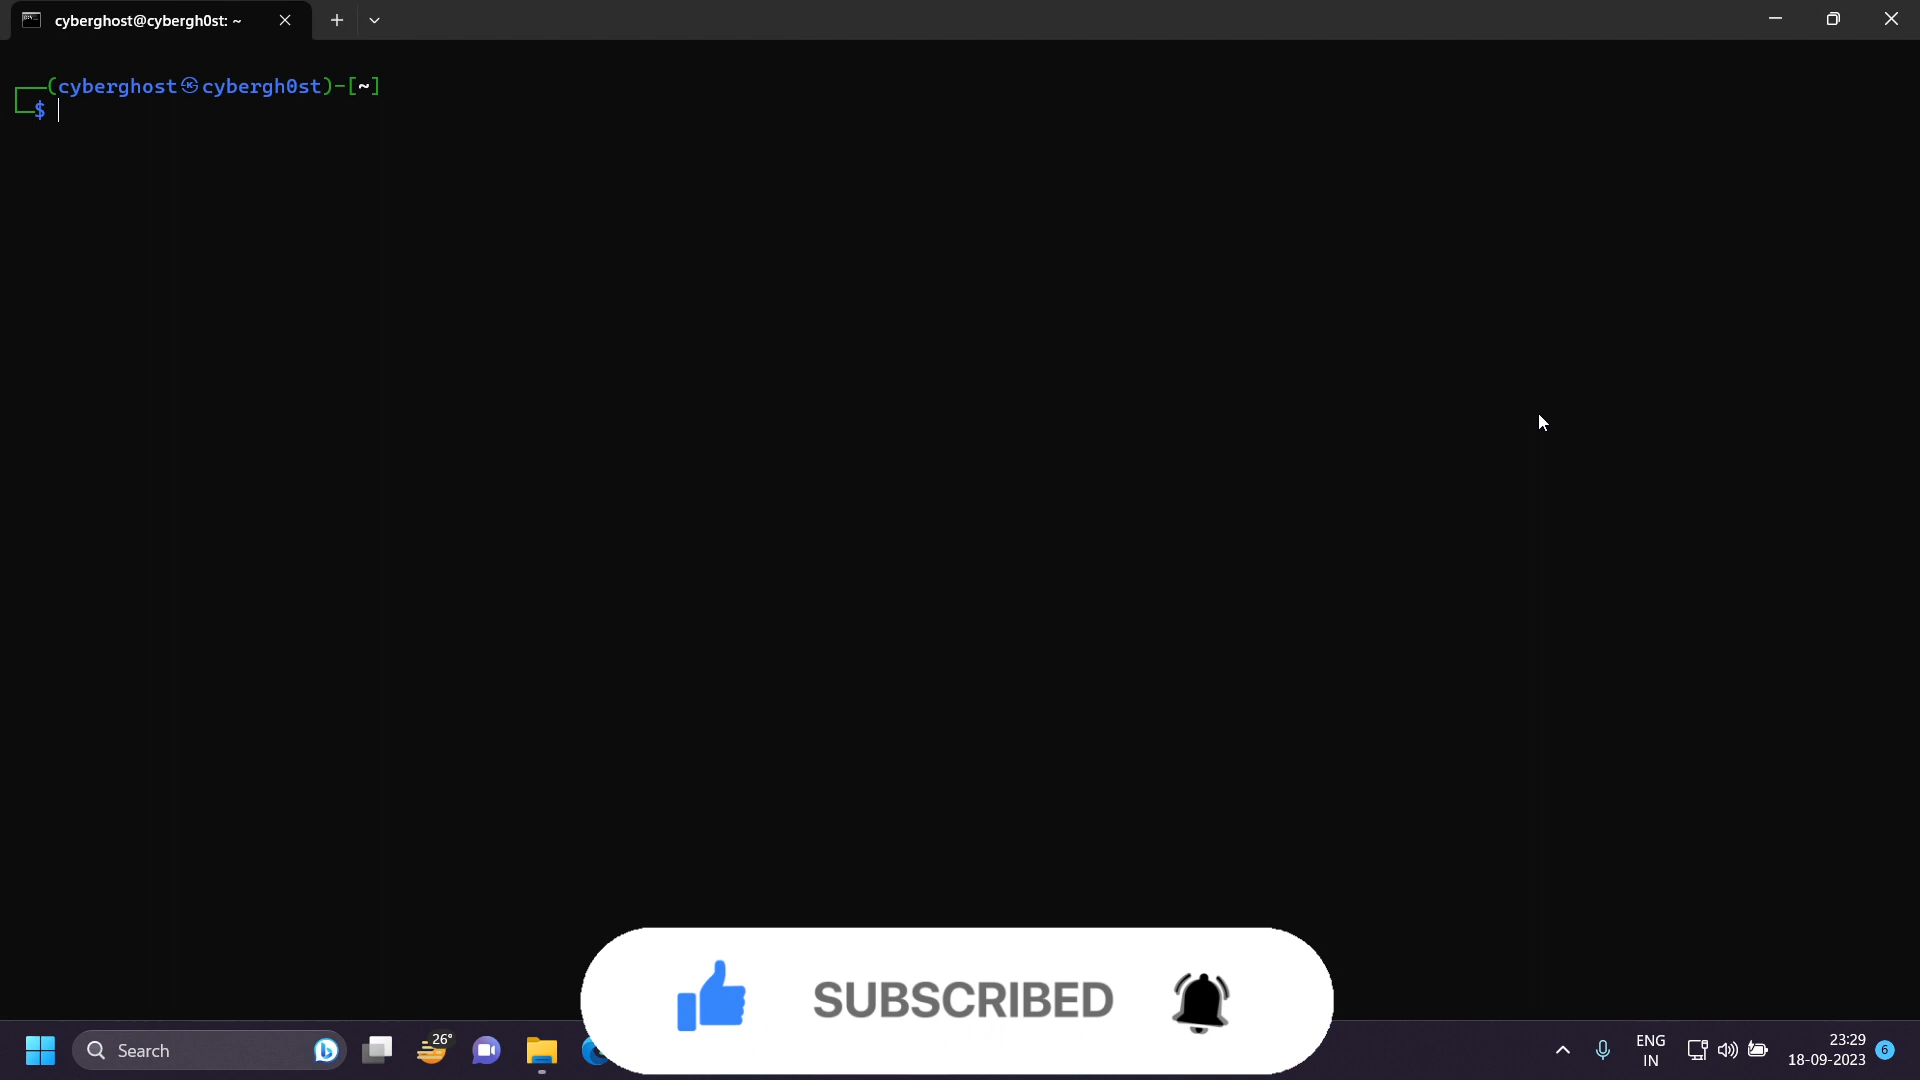 cyberghost@cybergh0st: ~
┌──(cyberghost㉿cybergh0st)-[~]
└─$
SUBSCRIBED
Search
26°
ENG
IN
23:29
18-09-2023
6